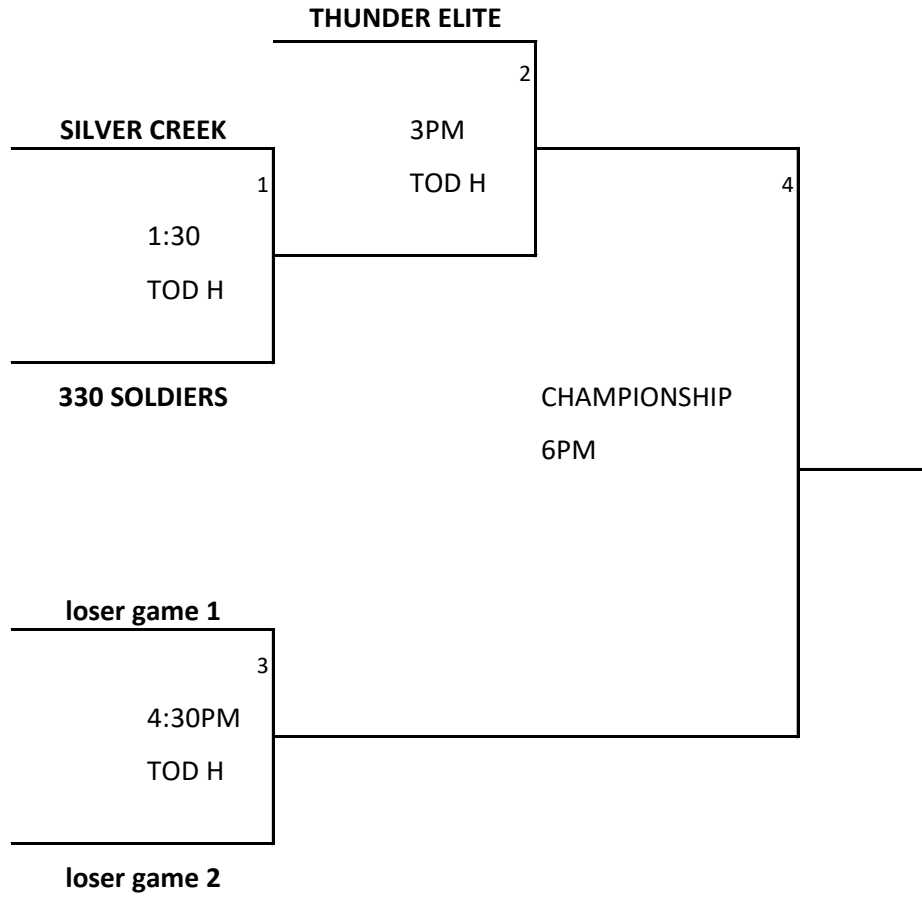 THUNDER ELITE
2
SILVER CREEK
3PM
1
TOD H
4
1:30
TOD H
330 SOLDIERS
CHAMPIONSHIP
6PM
loser game 1
3
4:30PM
TOD H
loser game 2